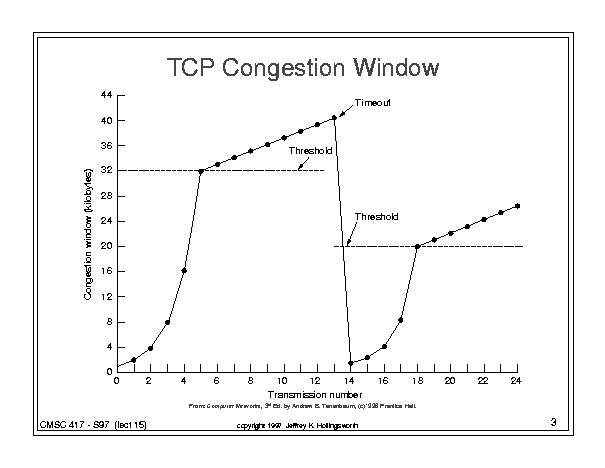 TCP Congestion Window
44
40
36
32
28
24
20
16
12
8
4
0
Congestion window (kilobytes)
Timeout
Threshold
Threshold
0 2 4 6 8 10 12 14 16 18 20 22 24
Transmission number
From: Computer Networks, 3rd Ed. by Andrew S. Tanenbaum, (c)1996 Prentice Hall.
CMSC 417 - S97 (lect 15)
copyright 1997 Jeffrey K. Hollingsworth
3